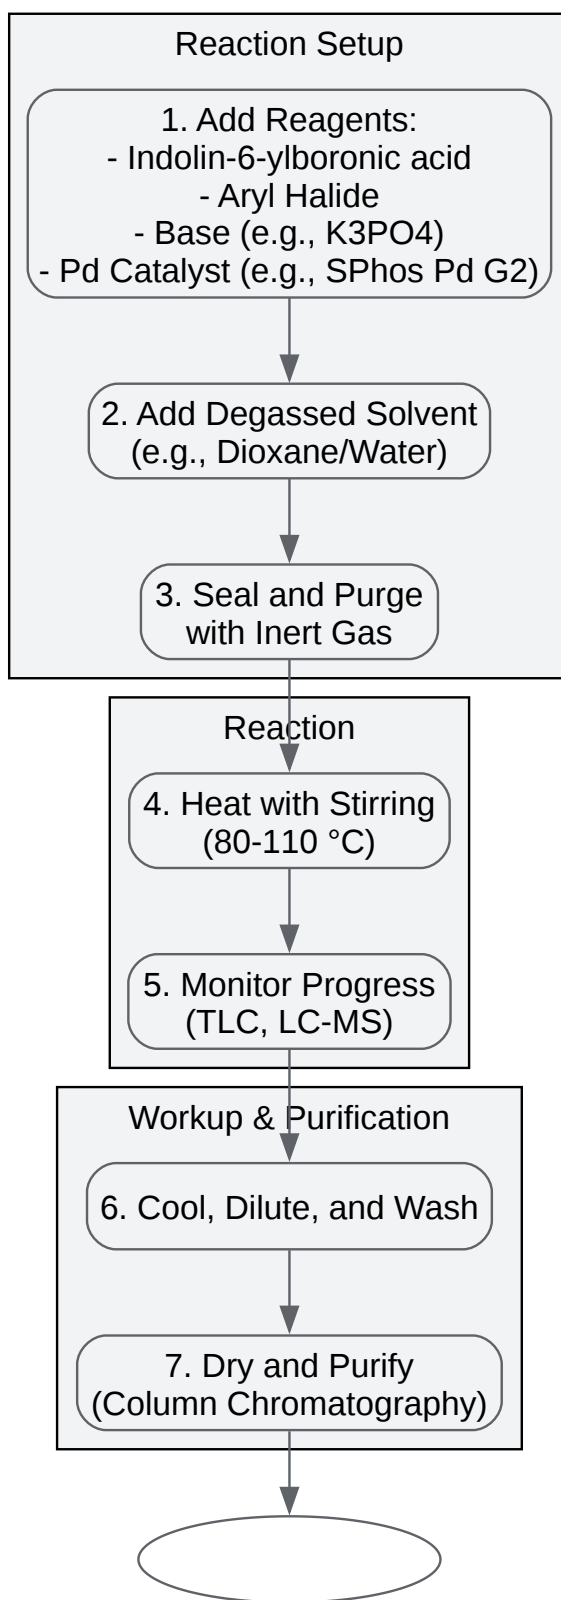 Reaction Setup
1. Add Reagents:
- Indolin-6-ylboronic acid
- Aryl Halide
- Base (e.g., K3PO4)
- Pd Catalyst (e.g., SPhos Pd G2)
2. Add Degassed Solvent
(e.g., Dioxane/Water)
3. Seal and Purge
with Inert Gas
Reaction
4. Heat with Stirring
(80-110 °C)
5. Monitor Progress
(TLC, LC-MS)
Workup & Purification
6. Cool, Dilute, and Wash
7. Dry and Purify
(Column Chromatography)